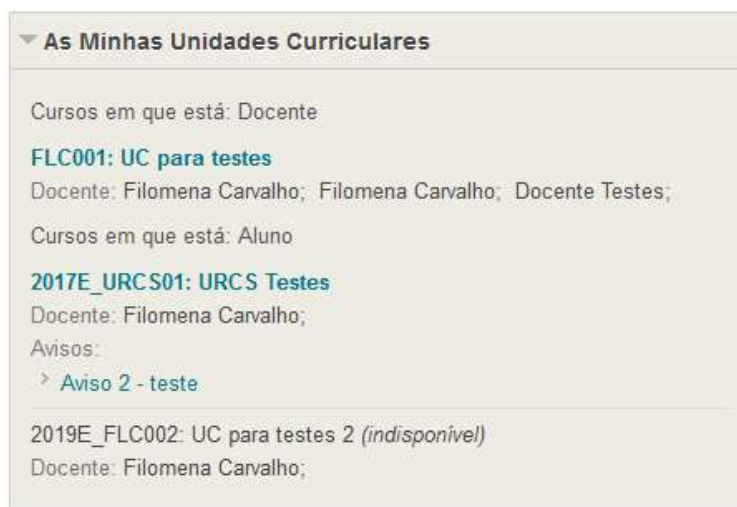 As Minhas Unidades Curriculares
Cursos em que está: Docente
FLC001: UC para testes
Docente: Filomena Carvalho; Filomena Carvalho; Docente Testes;
Cursos em que está: Aluno
2017E_URCS01: URCS Testes
Docente: Filomena Carvalho;
Avisos:
Aviso 2 - teste
2019E_FLC002: UC para testes 2 (indisponível)
Docente: Filomena Carvalho;